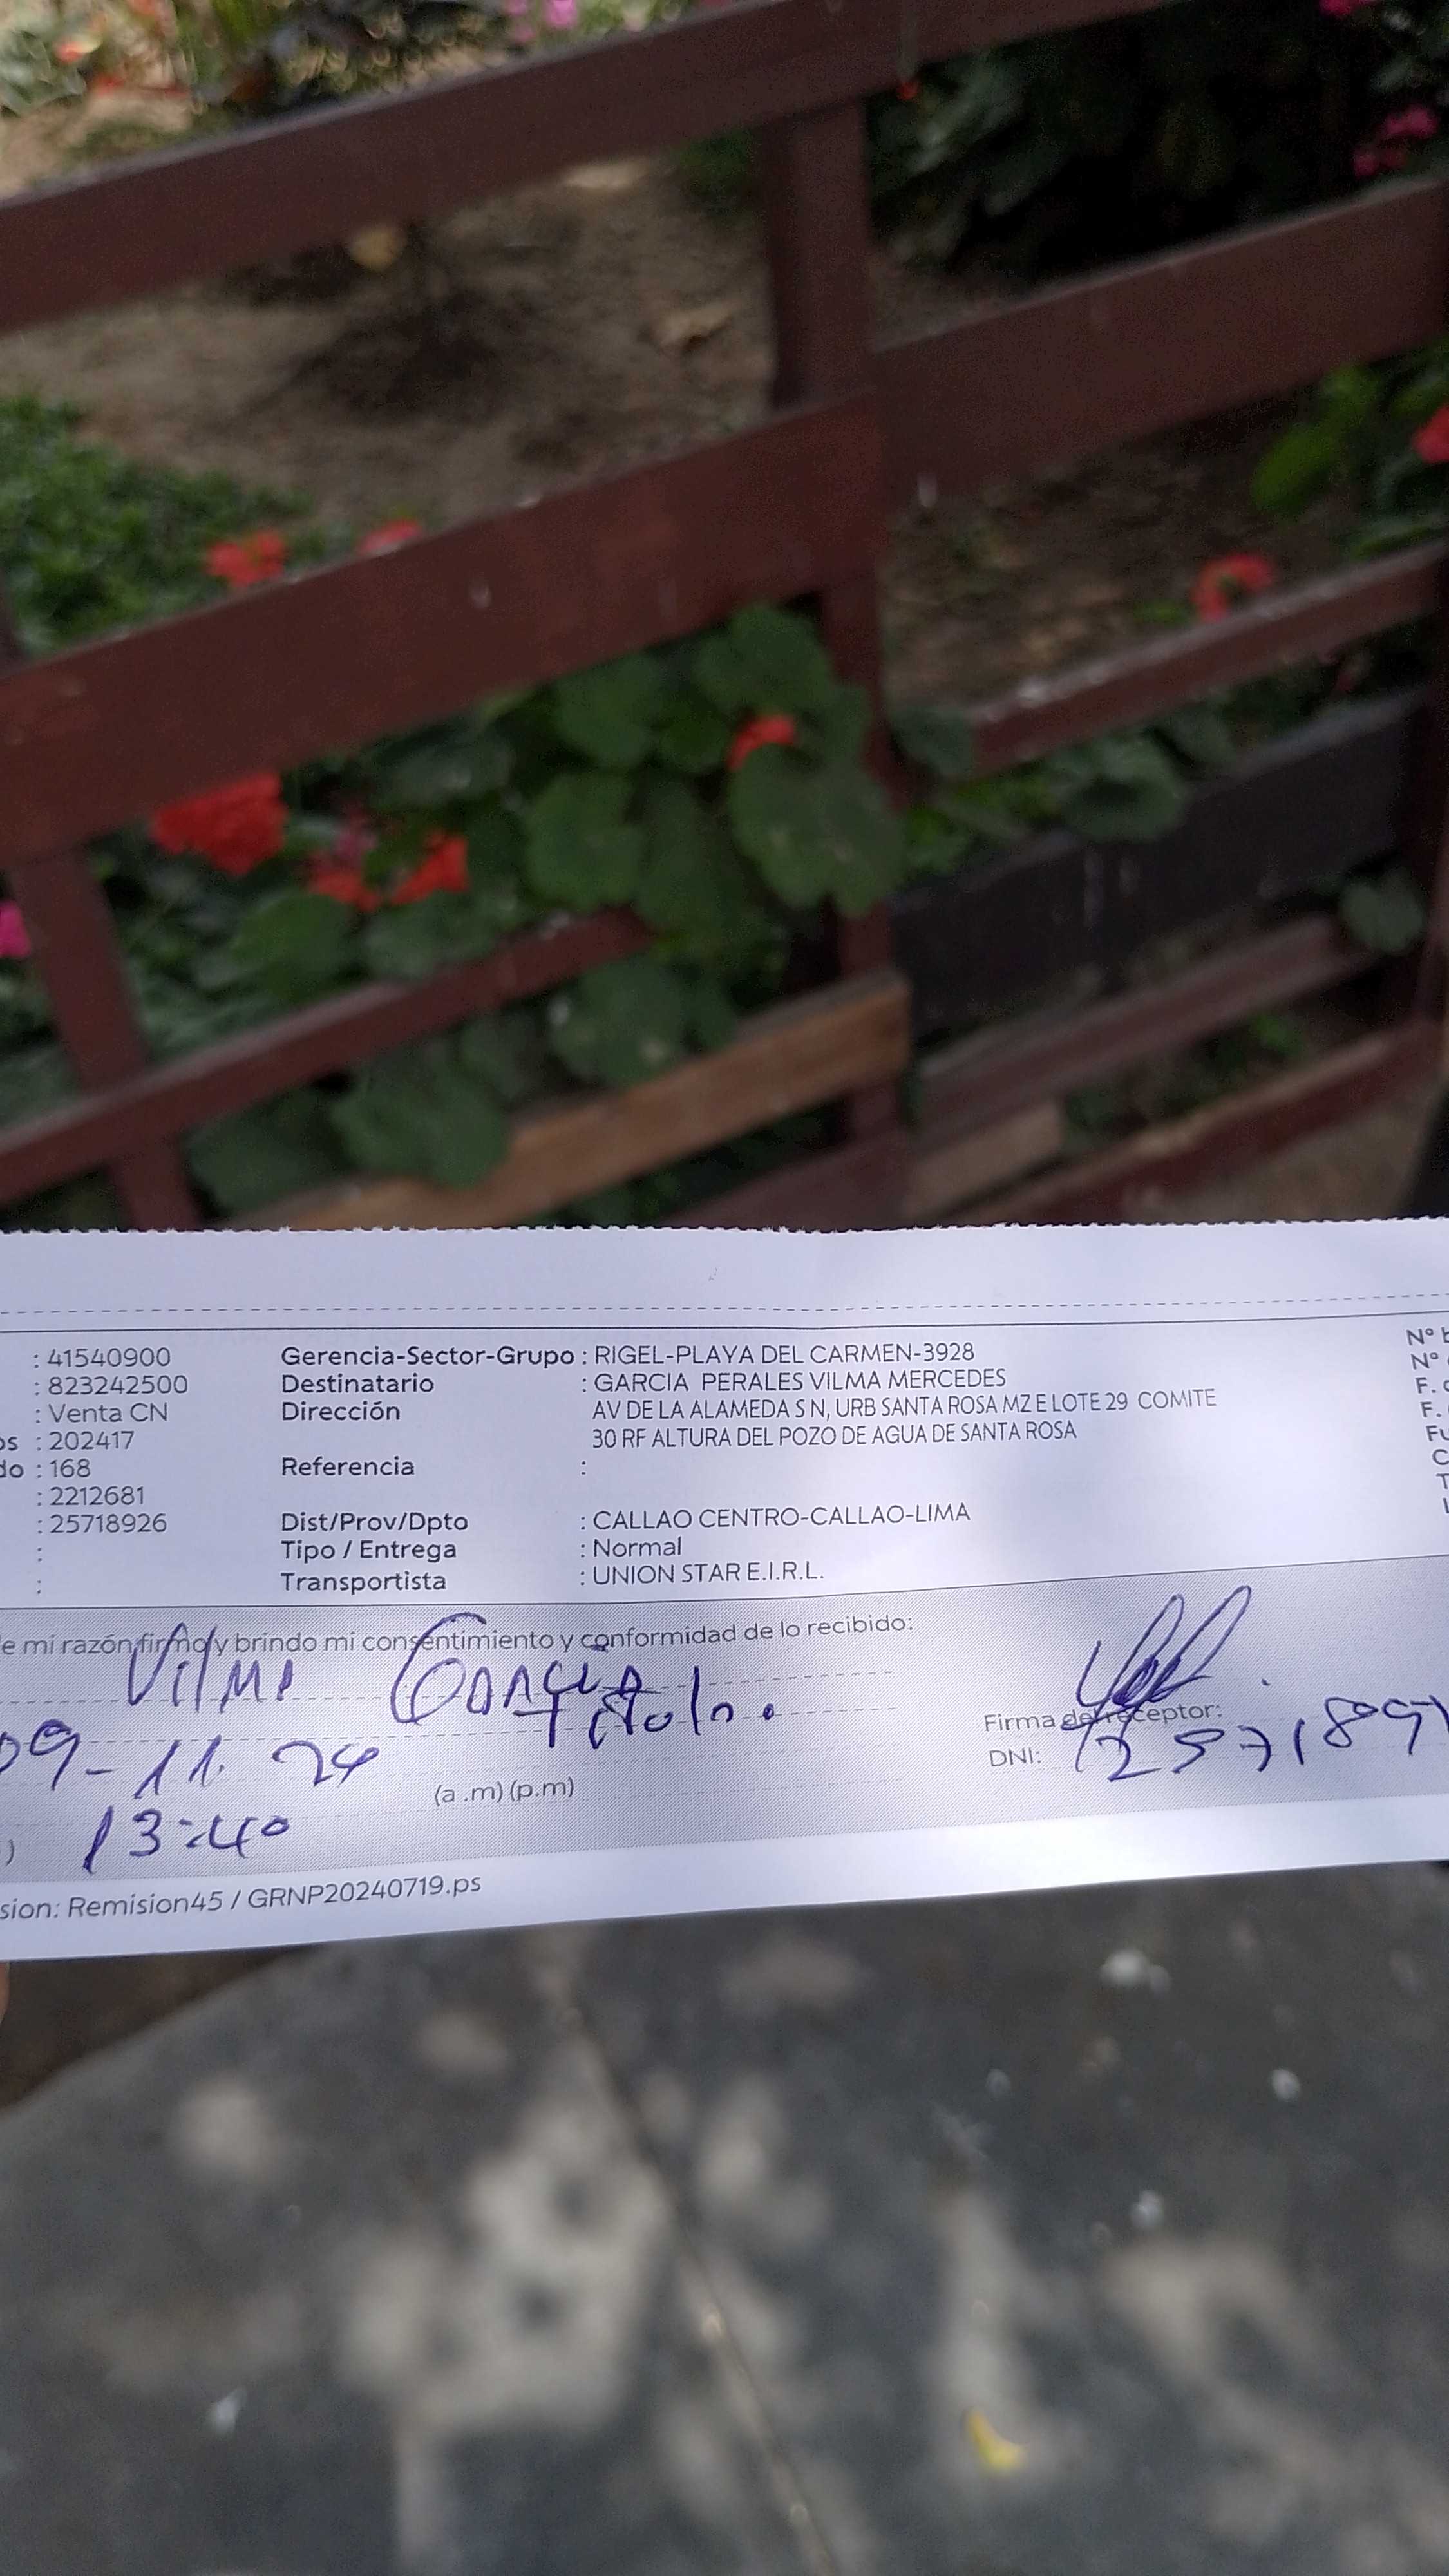 : 41540900 Gerencia-Sector-Grupo : RIGEL-PLAYA DEL CARMEN-3928 Nº
: 823242500 Destinatario : GARCIA PERALES VILMA MERCEDES Nº
: Venta CN Dirección AV DE LA ALAMEDA S N, URB SANTA ROSA MZ E LOTE 29 COMITE F.
os : 202417 30 RF ALTURA DEL POZO DE AGUA DE SANTA ROSA F.
do : 168 Referencia :
: 2212681
: 25718926 Dist/Prov/Dpto : CALLAO CENTRO-CALLAO-LIMA
: Tipo / Entrega : Normal
: Transportista : UNION STAR E.I.R.L.
e mi razón firmo y brindo mi consentimiento y conformidad de lo recibido:
Vilma Garcia
Titular.
Firma del receptor:
09-11. 24 DNI:
(a .m) (p.m)
) 13:40
sion: Remision45 / GRNP20240719.ps